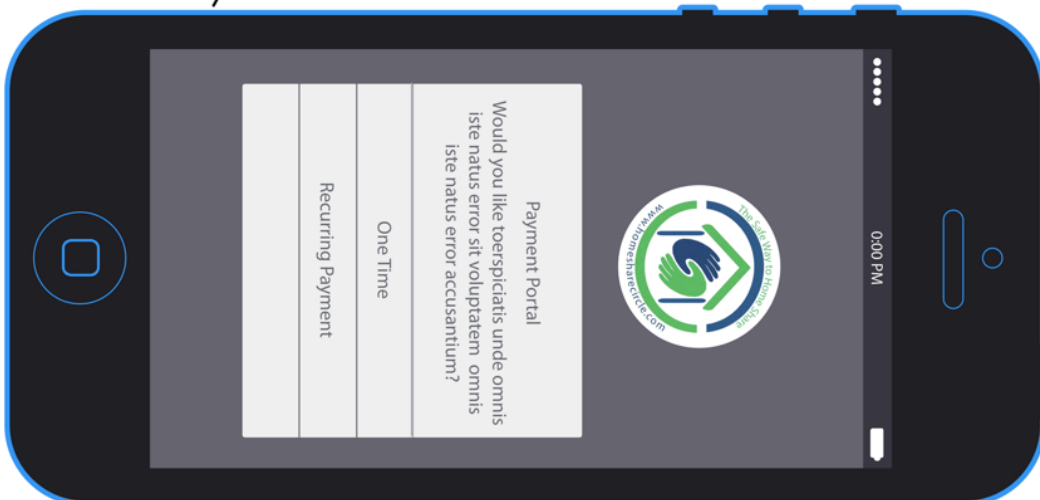 0:00 PM
The Safe Way to Home Share
www.homesharecircle.com
Payment Portal
Would you like toerspiciatis unde omnis
iste natus error sit voluptatem omnis
iste natus error accusantium?
One Time
Recurring Payment